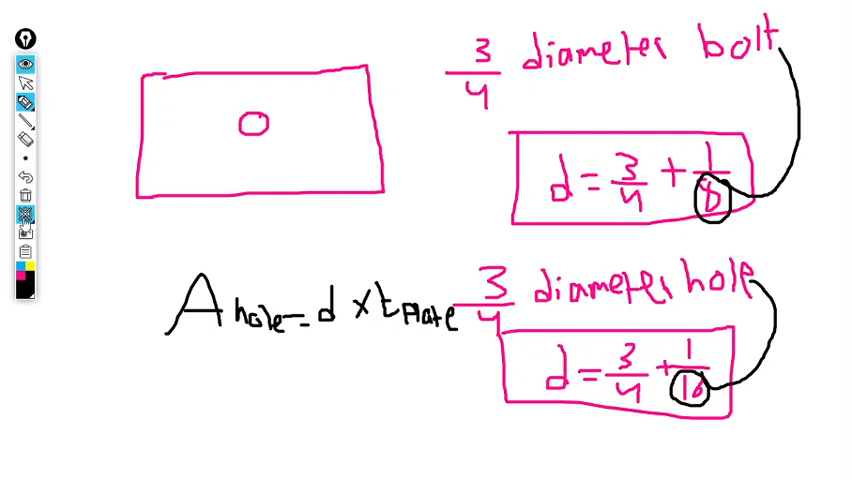 3/4 diameter bolt
d = 3/4 + 1/8
3/4 diameter hole
A hole = d x t Plate
d = 3/4 + 1/16